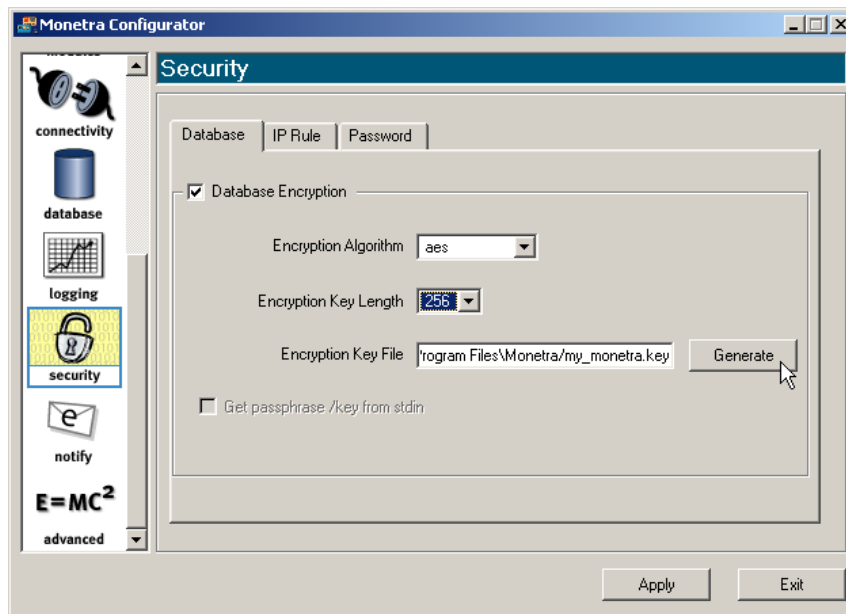 Monetra Configurator
Security
connectivity
database
logging
security
notify
E=MC²
advanced
Database
IP Rule
Password
Database Encryption
Encryption Algorithm aes
Encryption Key Length 256
Encryption Key File rogram Files\Monetra/my_monetra.key Generate
Get passphrase /key from stdin
Apply
Exit